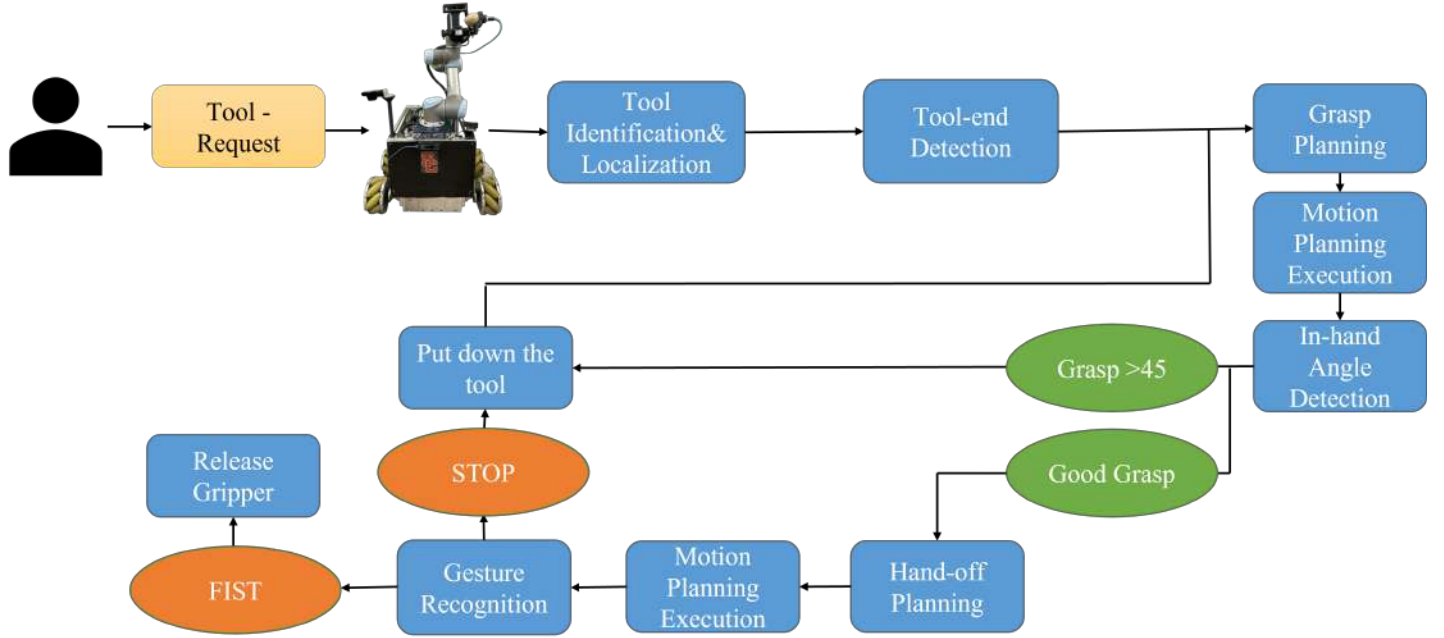 Tool -
Request
Tool
Identification&
Localization
Tool-end
Detection
Grasp
Planning
Motion
Planning
Execution
In-hand
Angle
Detection
Grasp >45
Put down the
tool
Good Grasp
STOP
Release
Gripper
FIST
Gesture
Recognition
Motion
Planning
Execution
Hand-off
Planning